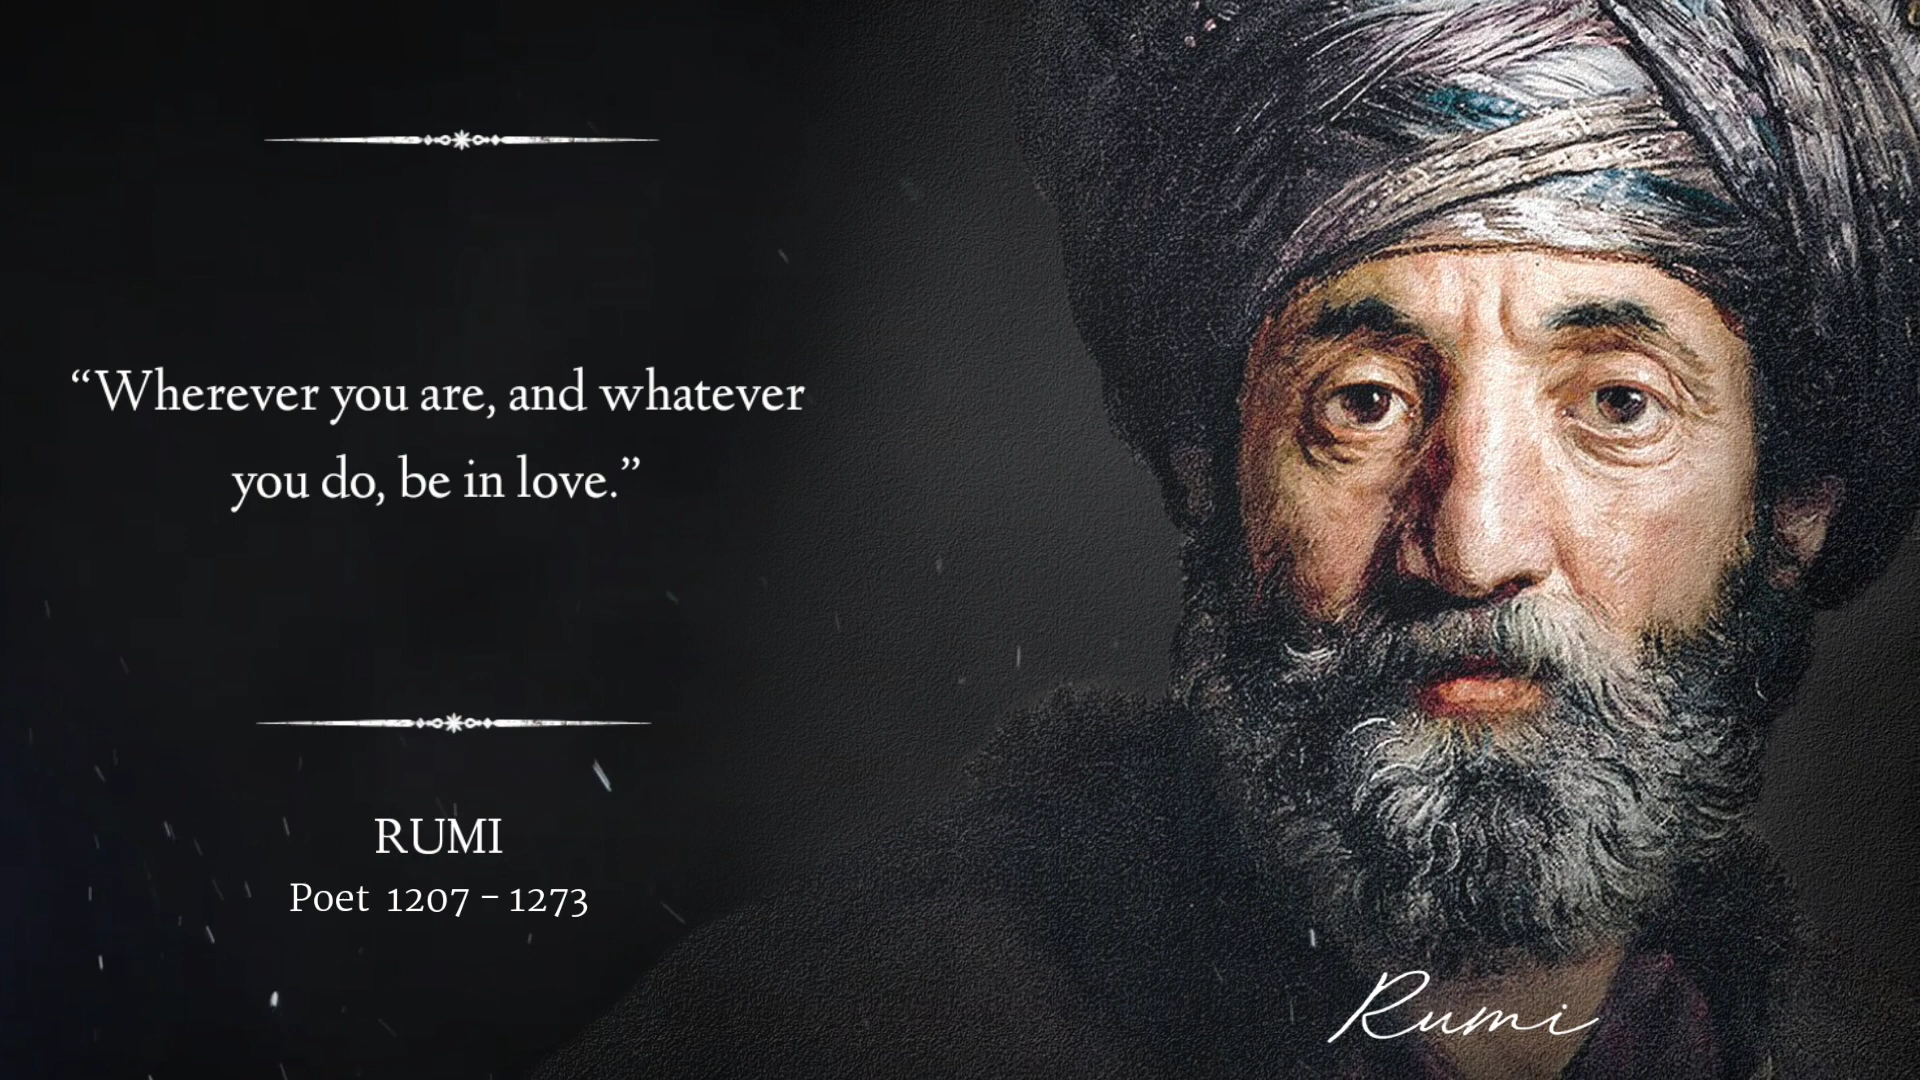 “Wherever you are, and whatever
you do, be in love.”
RUMI
Poet 1207 – 1273
Rumi